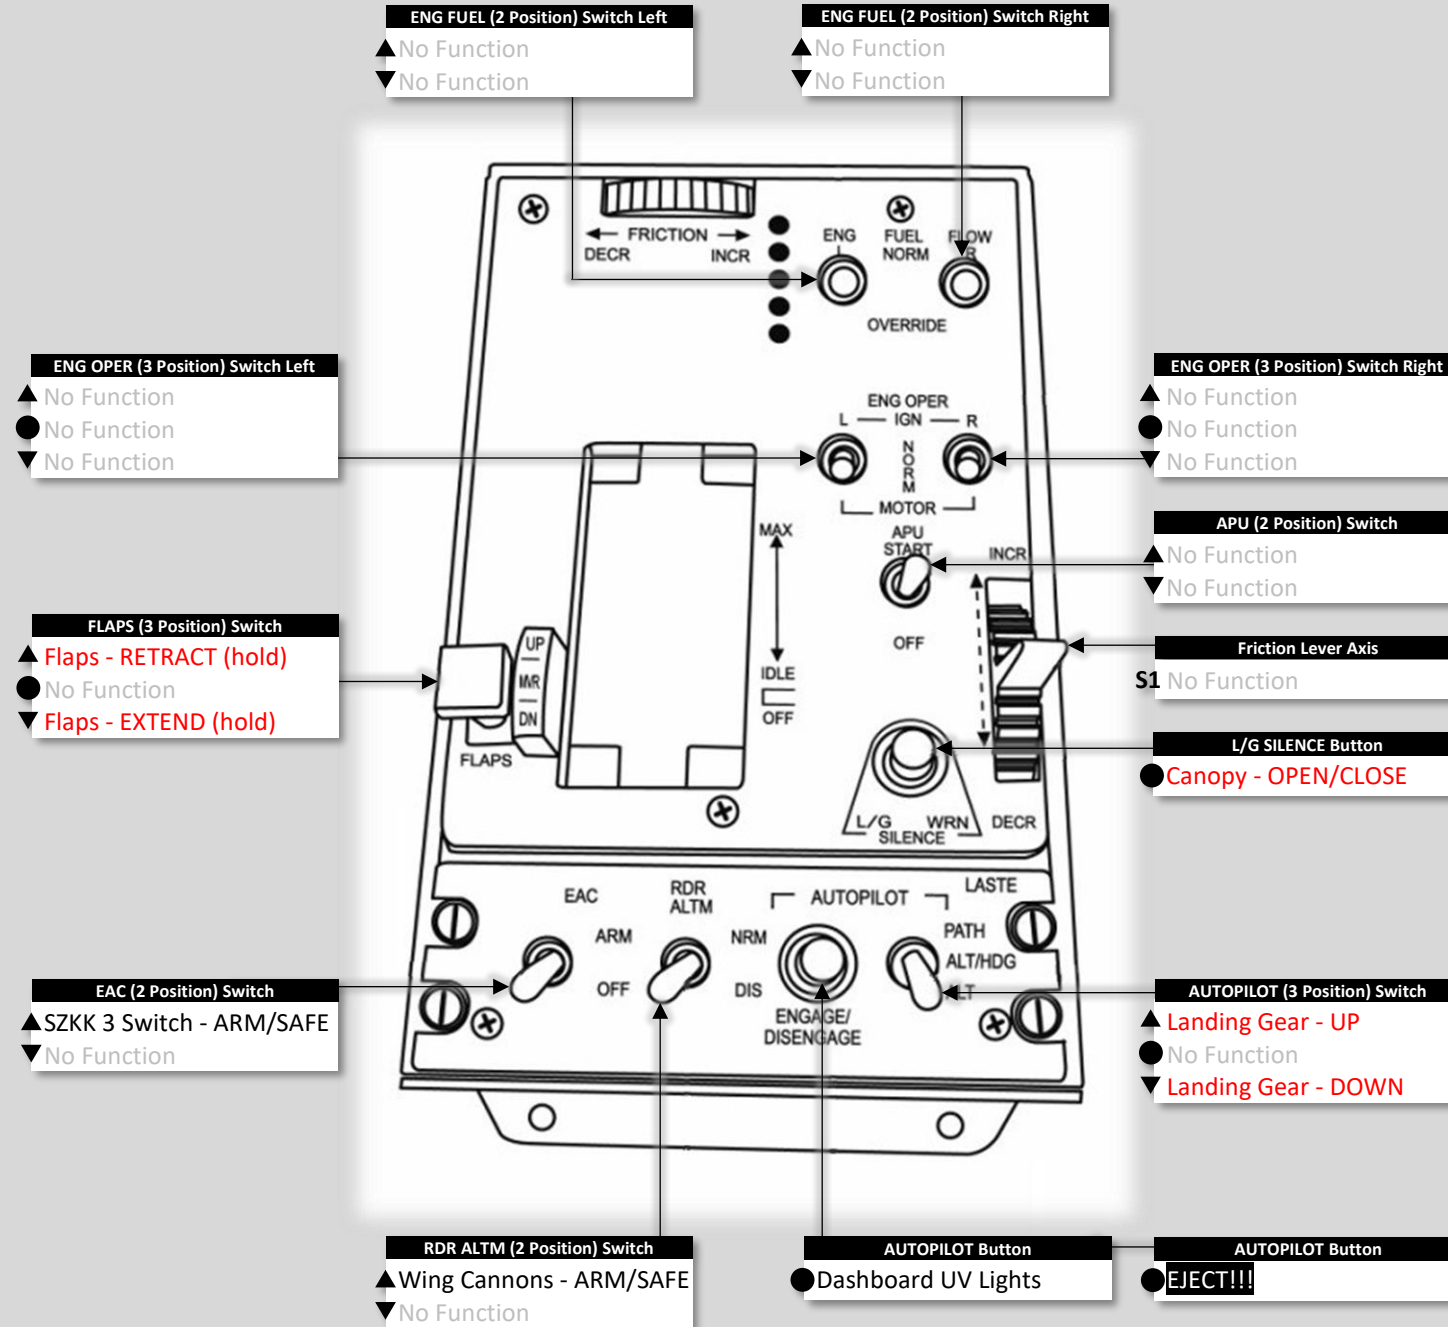 ENG FUEL (2 Position) Switch Left
No Function
No Function
ENG FUEL (2 Position) Switch Right
No Function
No Function
FRICTION
DECR INCR
ENG FUEL FLOW
L NORM R
OVERRIDE
ENG OPER (3 Position) Switch Left
No Function
No Function
No Function
ENG OPER (3 Position) Switch Right
No Function
No Function
No Function
ENG OPER
L IGN R
NORM
MOTOR
APU
START
OFF
MAX
IDLE
OFF
INCR
DECR
APU (2 Position) Switch
No Function
No Function
FLAPS (3 Position) Switch
Flaps - RETRACT (hold)
No Function
Flaps - EXTEND (hold)
UP
MVR
DN
FLAPS
Friction Lever Axis
S1 No Function
L/G SILENCE Button
Canopy - OPEN/CLOSE
L/G WRN
SILENCE
EAC
ARM
OFF
RDR
ALTM
NRM
DIS
AUTOPILOT
ENGAGE/
DISENGAGE
LASTE
PATH
ALT/HDG
ALT
EAC (2 Position) Switch
SZKK 3 Switch - ARM/SAFE
No Function
AUTOPILOT (3 Position) Switch
Landing Gear - UP
No Function
Landing Gear - DOWN
RDR ALTM (2 Position) Switch
Wing Cannons - ARM/SAFE
No Function
AUTOPILOT Button
Dashboard UV Lights
AUTOPILOT Button
EJECT!!!